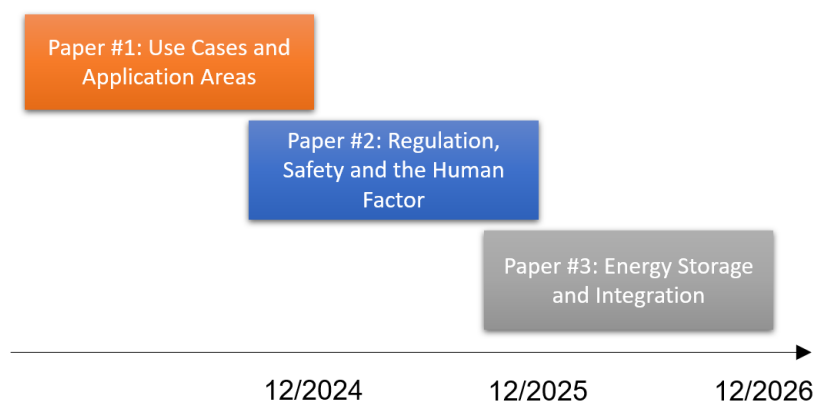 Paper #1: Use Cases and
Application Areas
Paper #2: Regulation,
Safety and the Human
Factor
Paper #3: Energy Storage
and Integration
12/2024
12/2025
12/2026